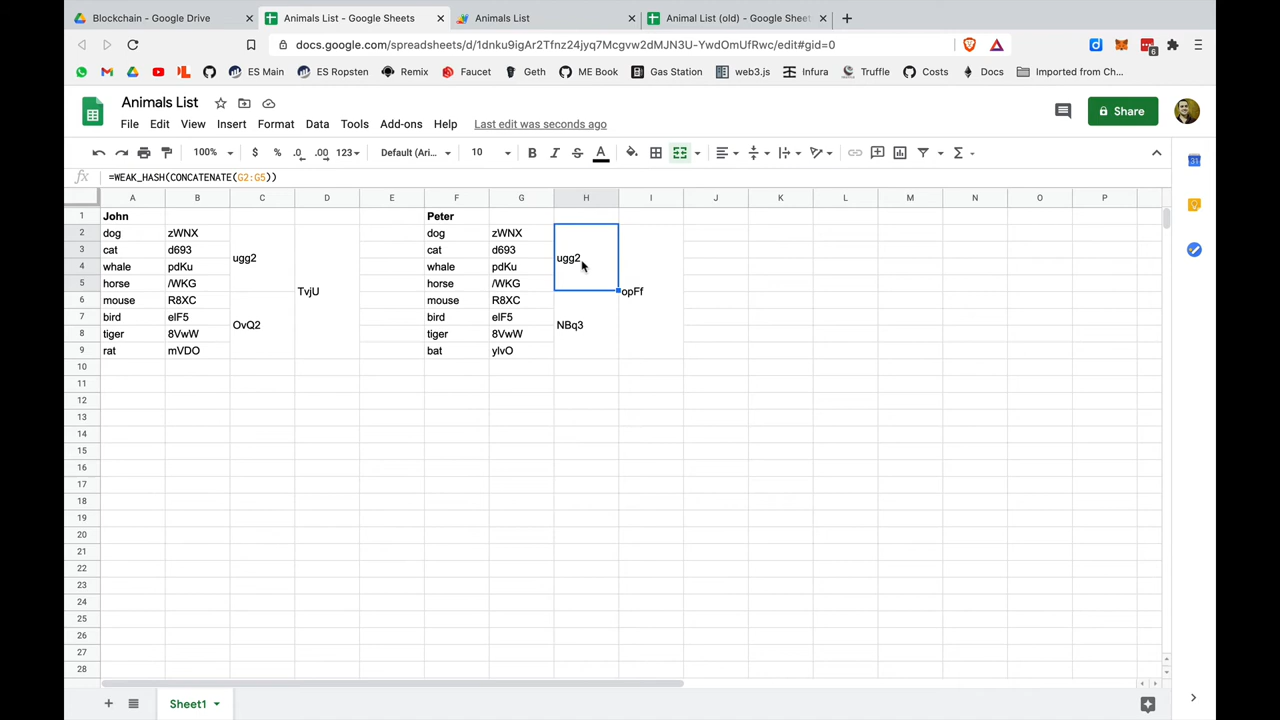 Blockchain - Google Drive
Animals List - Google Sheets
Animals List
Animal List (old) - Google Sheet
docs.google.com/spreadsheets/d/1dnku9igAr2Tfnz24jyq7Mcgvw2dMJN3U-YwdOmUfRwc/edit#gid=0
6
ES Main ES Ropsten Remix Faucet Geth ME Book Gas Station web3.js Infura Truffle Costs Docs Imported from Ch...
Animals List
File Edit View Insert Format Data Tools Add-ons Help Last edit was seconds ago
Share
100% $ % .0 .00 123 Default (Ari... 10 B I S A
31
fx =WEAK_HASH(CONCATENATE(G2:G5))
A B C D E F G H I J K L M N O P
1 John Peter
2 dog zWNX dog zWNX
3 cat d693 cat d693
ugg2 ugg2
4 whale pdKu whale pdKu
5 horse /WKG horse /WKG
TvjU opFf
6 mouse R8XC mouse R8XC
7 bird elF5 bird elF5
OvQ2 NBq3
8 tiger 8VwW tiger 8VwW
9 rat mVDO bat ylvO
10
11
12
13
14
15
16
17
18
19
20
21
22
23
24
25
26
27
28
Sheet1